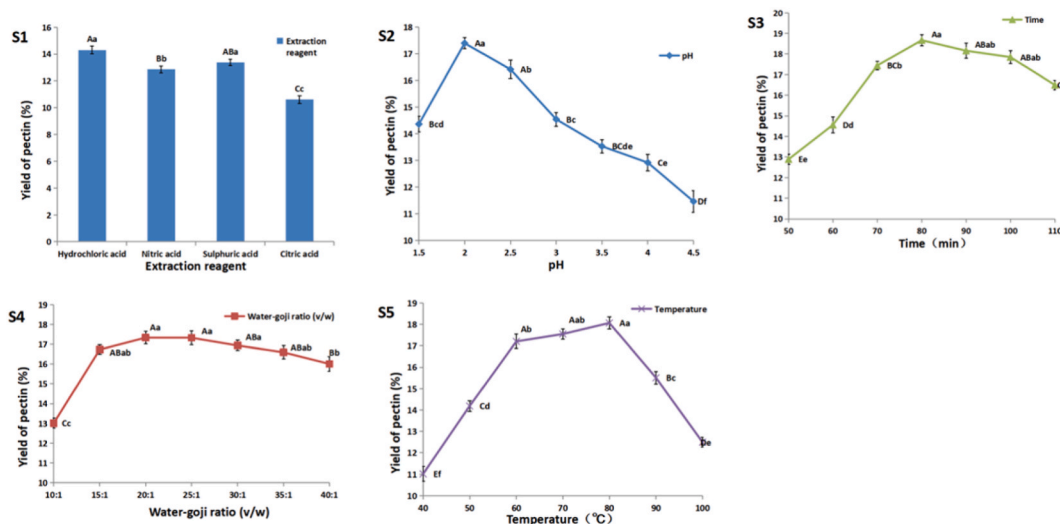 S1
Yield of pectin (%)
16
14
12
10
8
6
4
2
0
Aa
Bb
ABa
Cc
Extraction
reagent
Hydrochloric acid Nitric acid Sulphuric acid Citric acid
Extraction reagent
S2
Yield of pectin (%)
18
17
16
15
14
13
12
11
10
Bcd
Aa
Ab
Bc
BCde
Ce
Df
pH
1.5 2 2.5 3 3.5 4 4.5
pH
S3
Yield of pectin (%)
20
19
18
17
16
15
14
13
12
11
10
Ee
Dd
BCb
Aa
ABab
ABab
Time
50 60 70 80 90 100 110
Time（min）
S4
Yield of pectin (%)
19
18
17
16
15
14
13
12
11
10
Cc
ABab
Aa
Aa
ABa
ABab
Bb
Water-goji ratio (v/w)
10:1 15:1 20:1 25:1 30:1 35:1 40:1
Water-goji ratio (v/w)
S5
Yield of pectin (%)
19
18
17
16
15
14
13
12
11
10
Ef
Cd
Ab
Aab
Aa
Bc
De
Temperature
40 50 60 70 80 90 100
Temperature（℃）